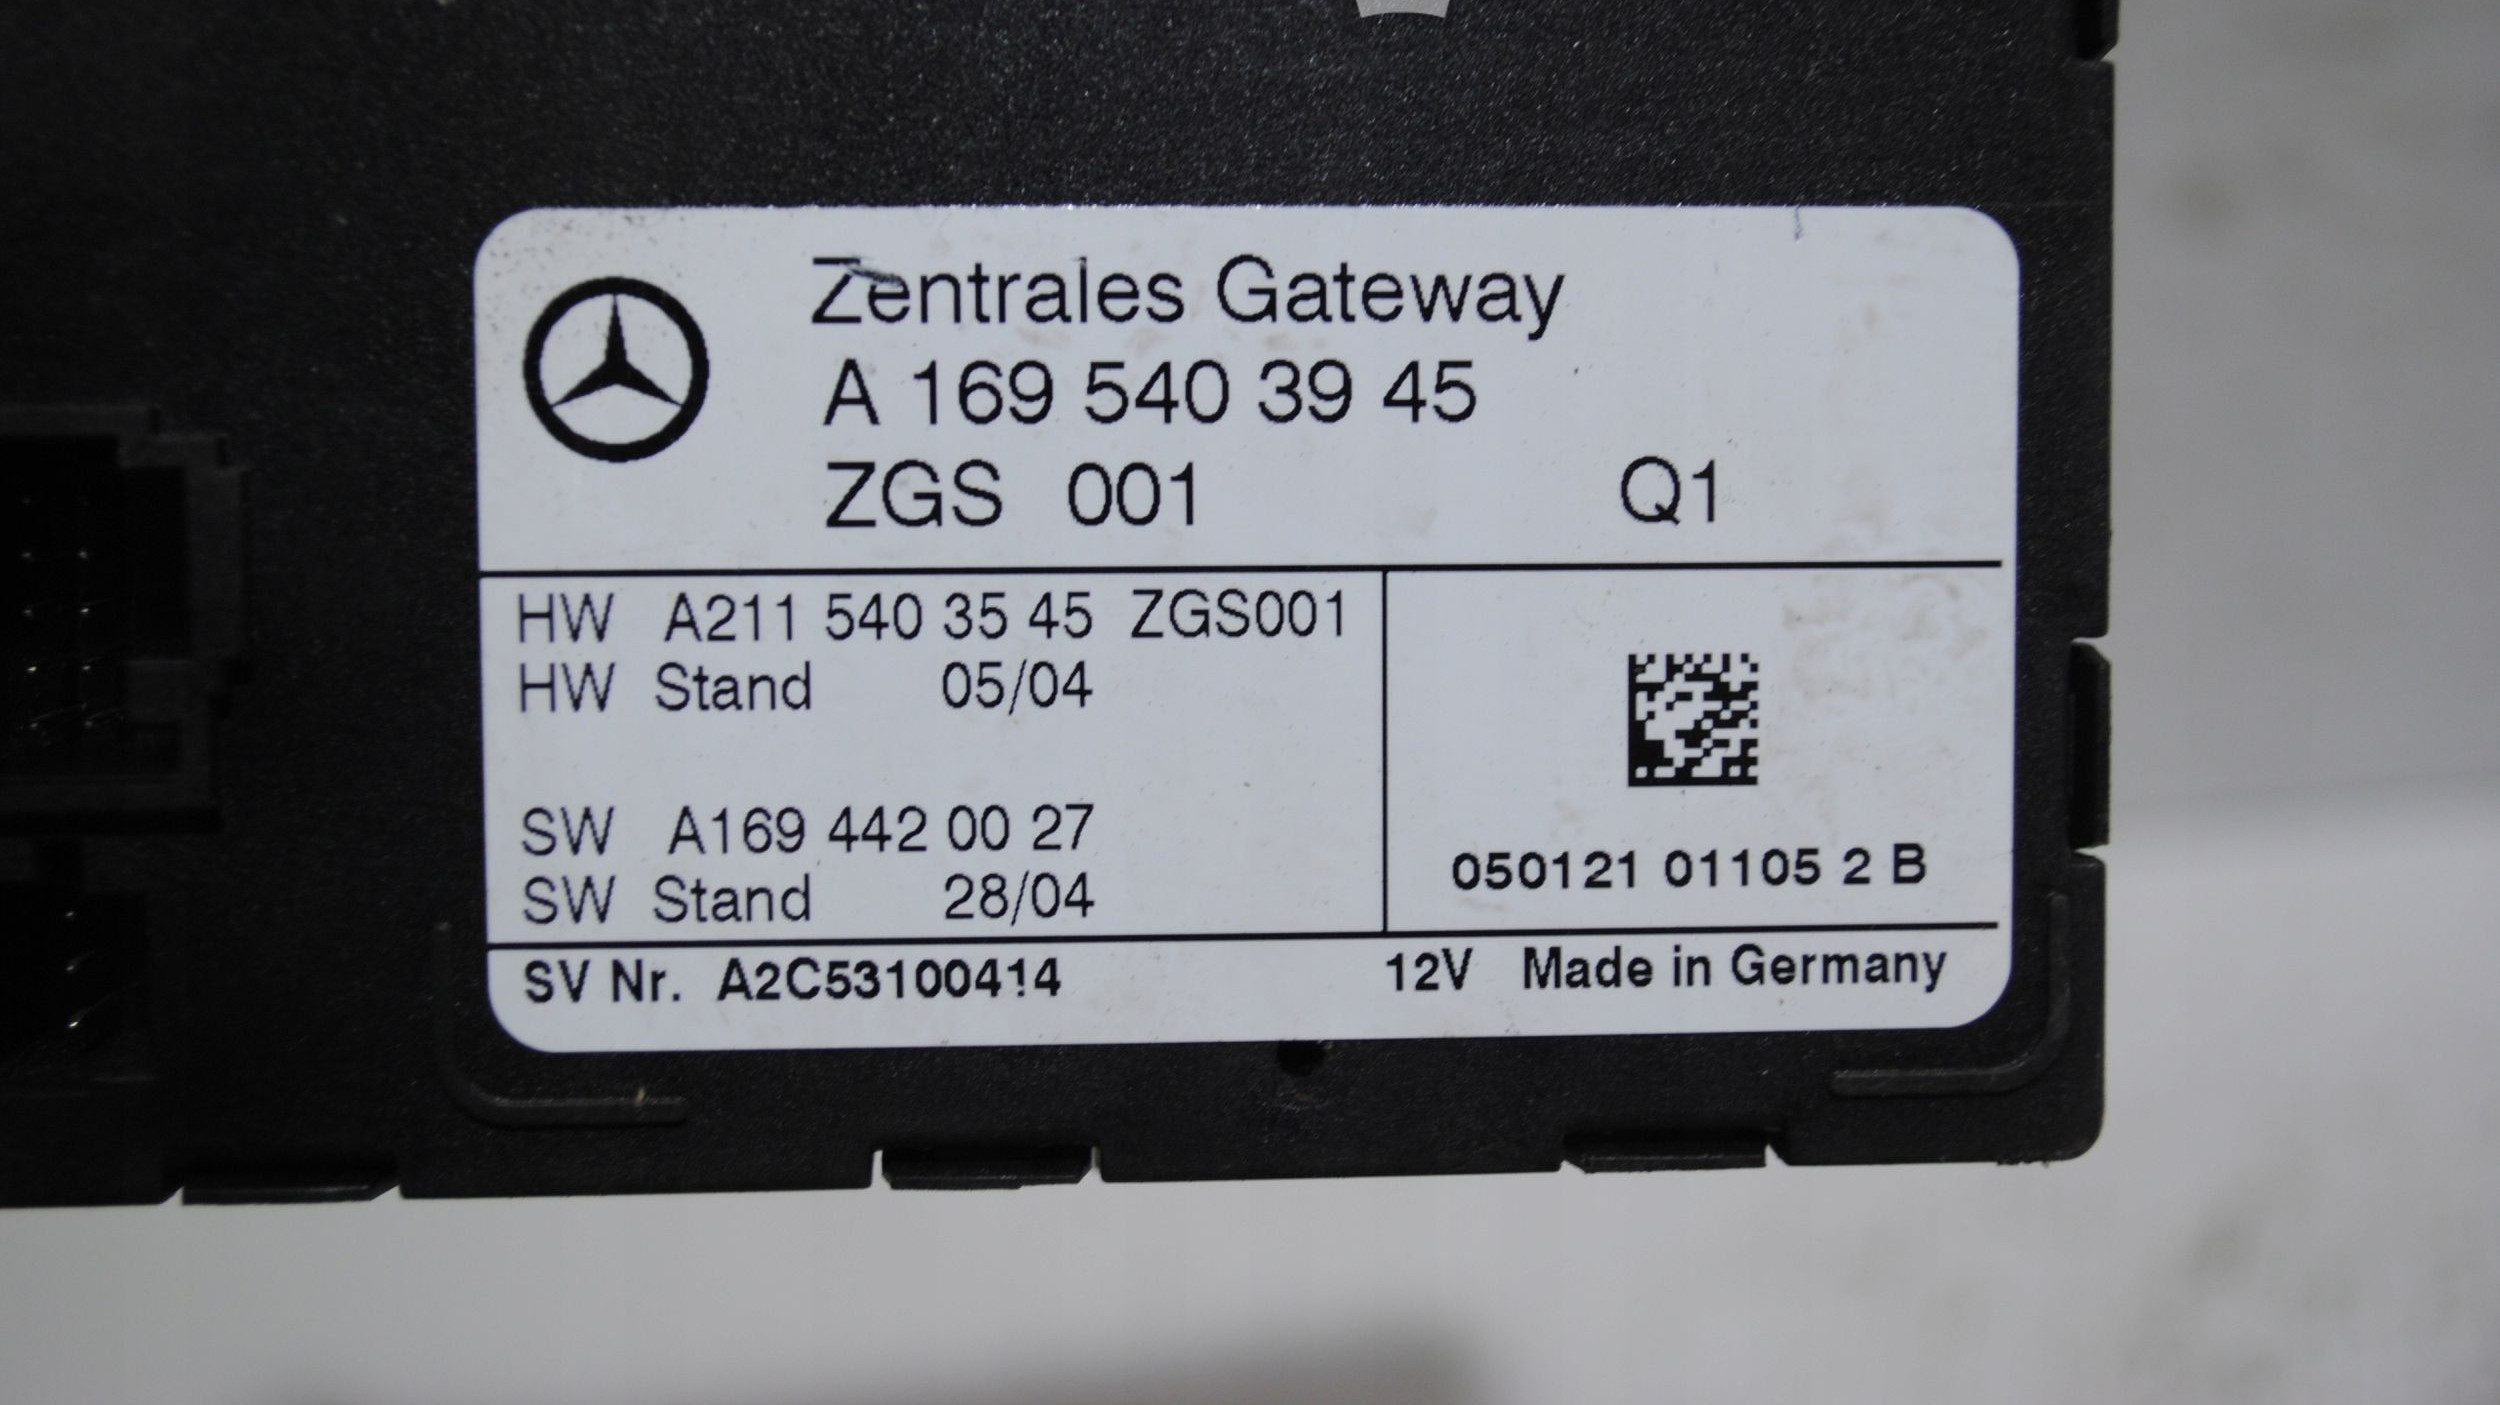 Zentrales Gateway
A 169 540 39 45
ZGS 001 Q1
HW A211 540 35 45 ZGS001
HW Stand 05/04
SW A169 442 00 27
SW Stand 28/04
050121 01105 2 B
SV Nr. A2C53100414 12V Made in Germany